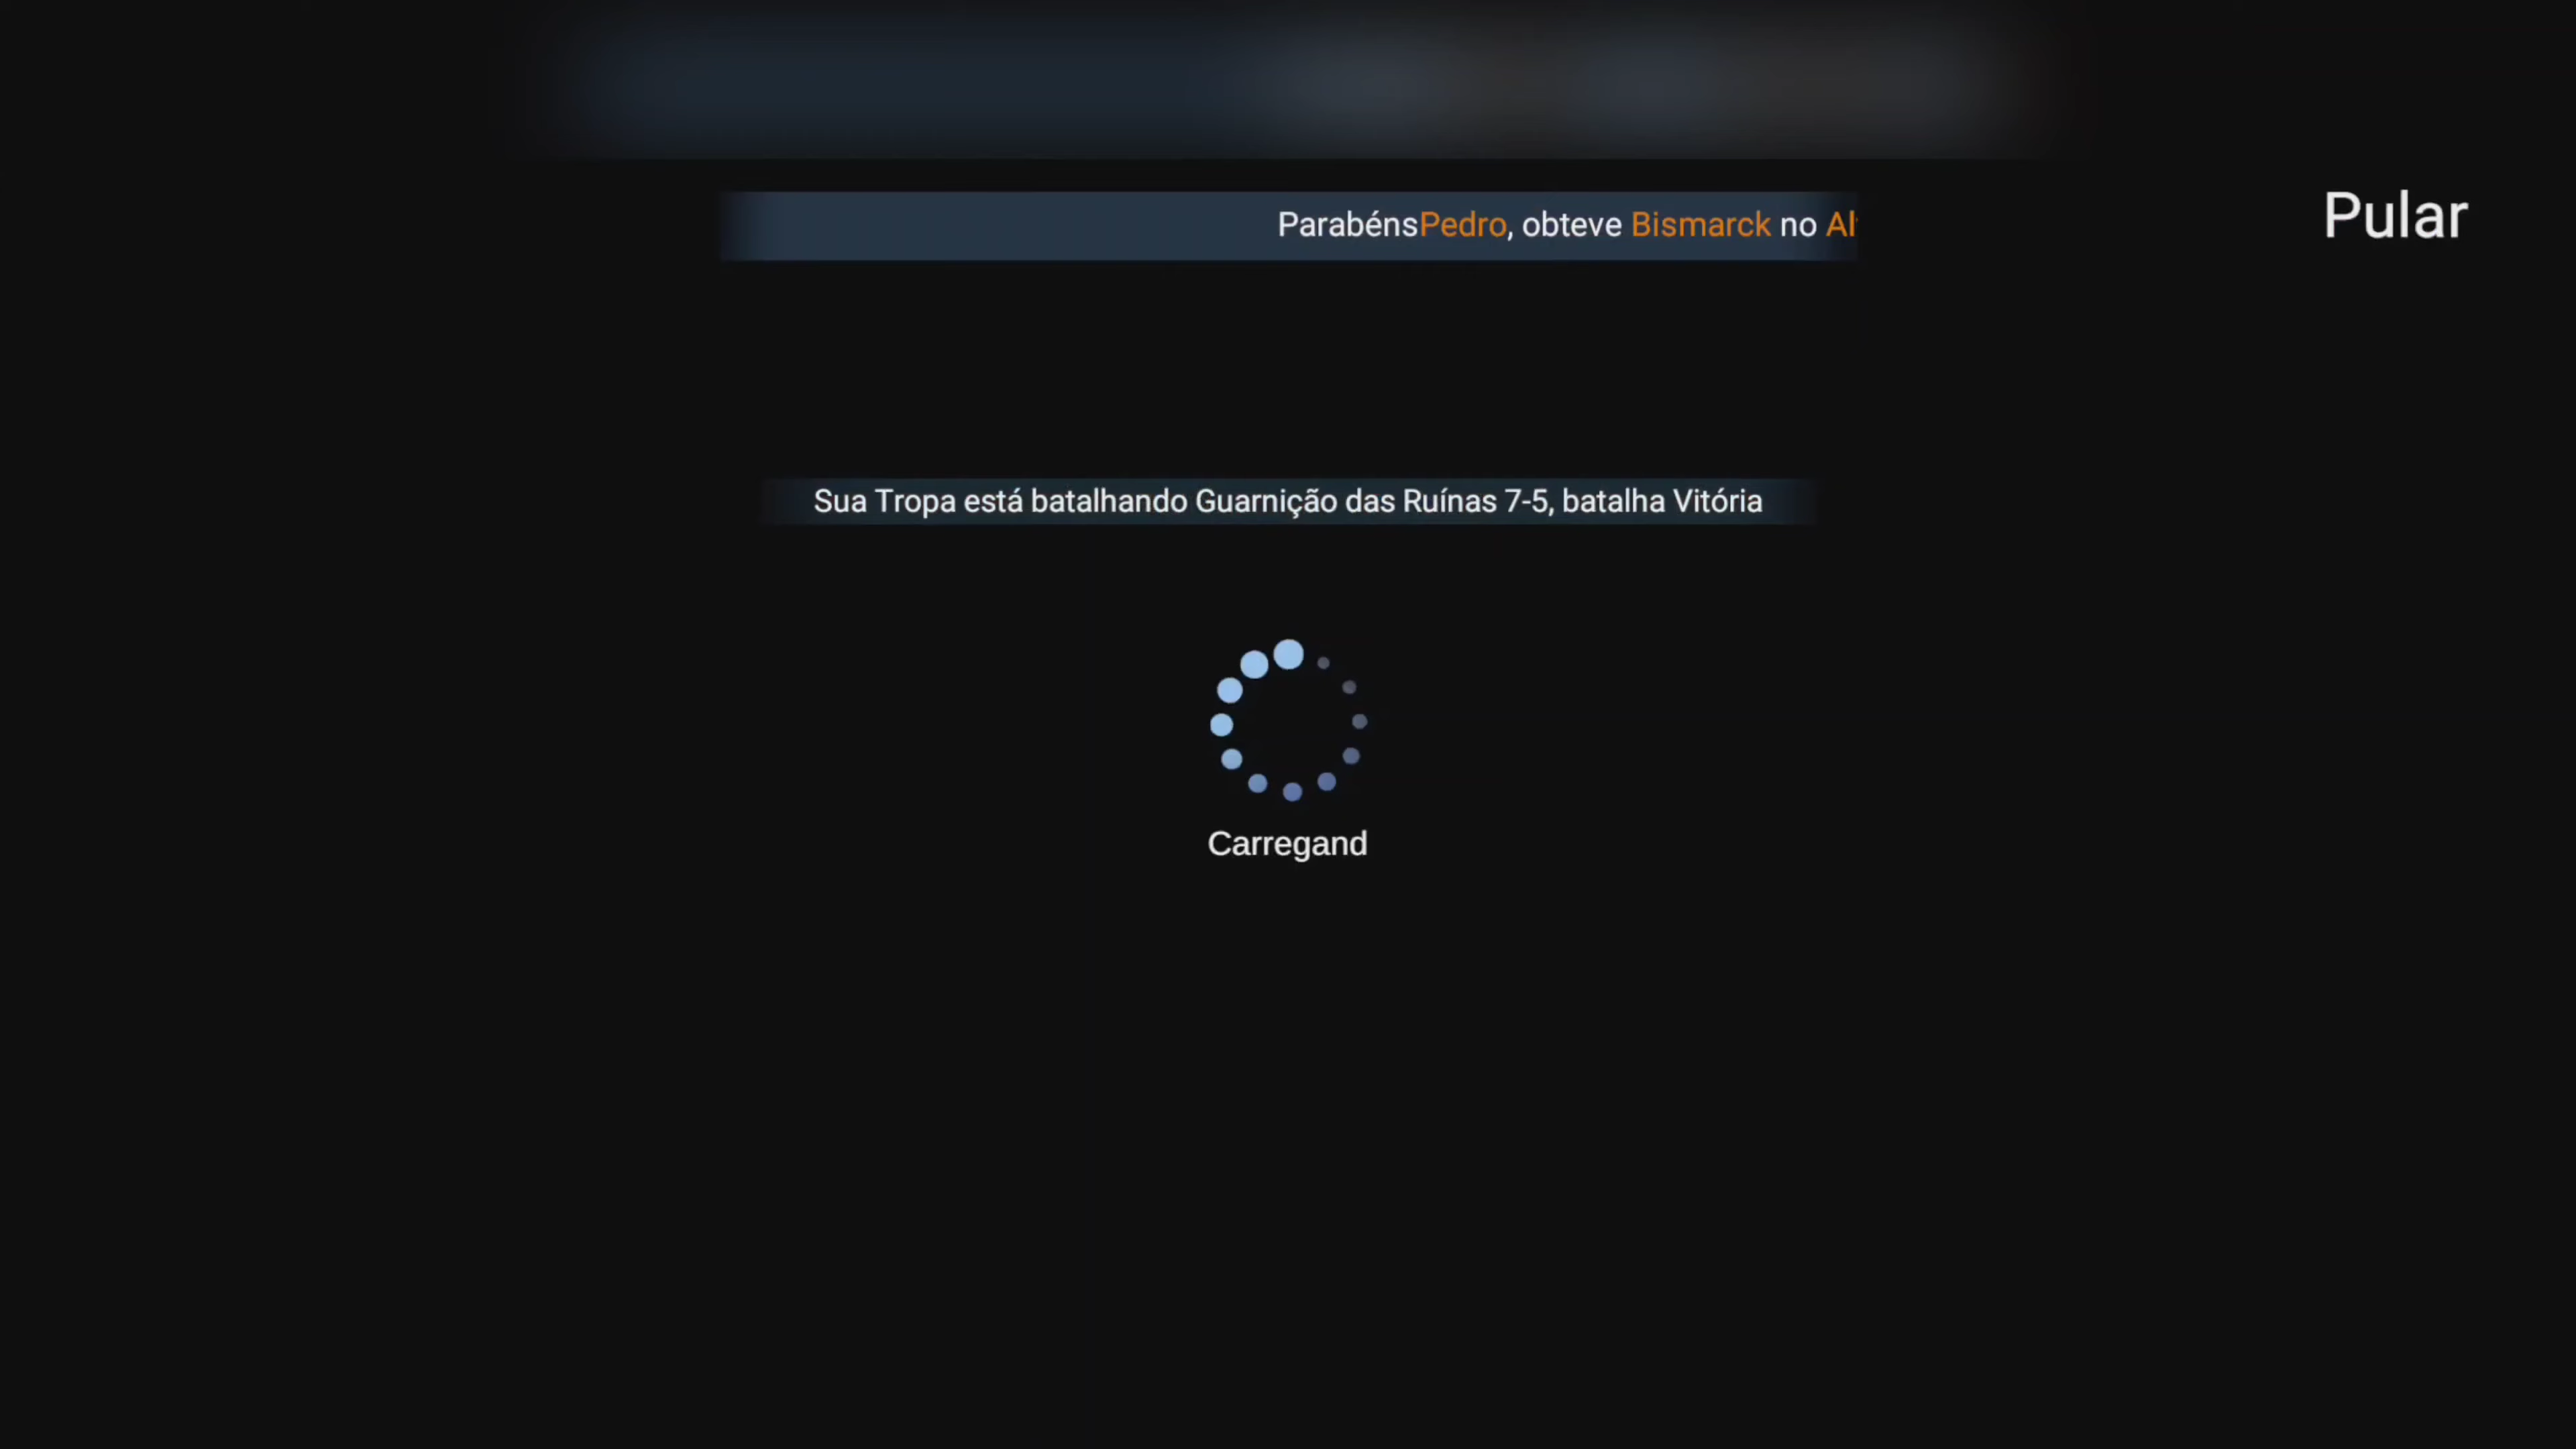 ParabénsPedro, obteve Bismarck no
Pular
Sua Tropa está batalhando Guarnição das Ruínas 7-5, batalha Vitória
Carregand